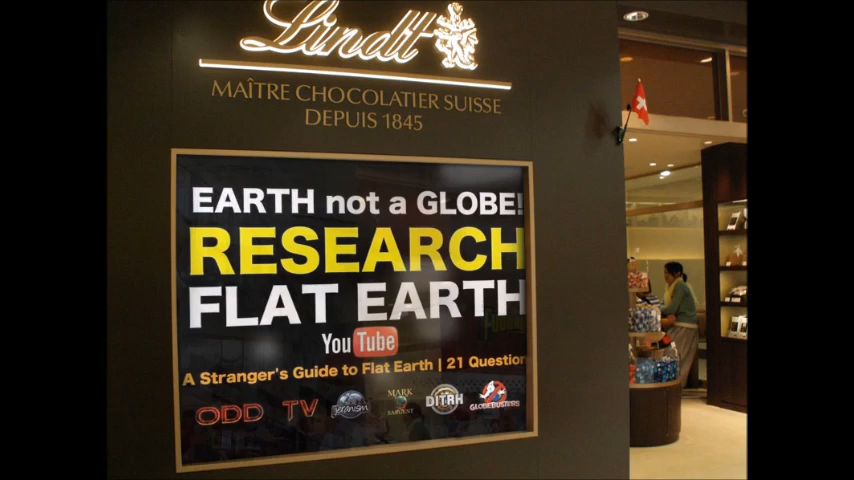 Lindt
MAÎTRE CHOCOLATIER SUISSE
DEPUIS 1845
EARTH not a GLOBE!
RESEARCH
FLAT EARTH
YouTube
A Stranger's Guide to Flat Earth | 21 Question
ODD TV
jeranism
MARK
SARGENT
DITRH
GLOBEBUSTERS